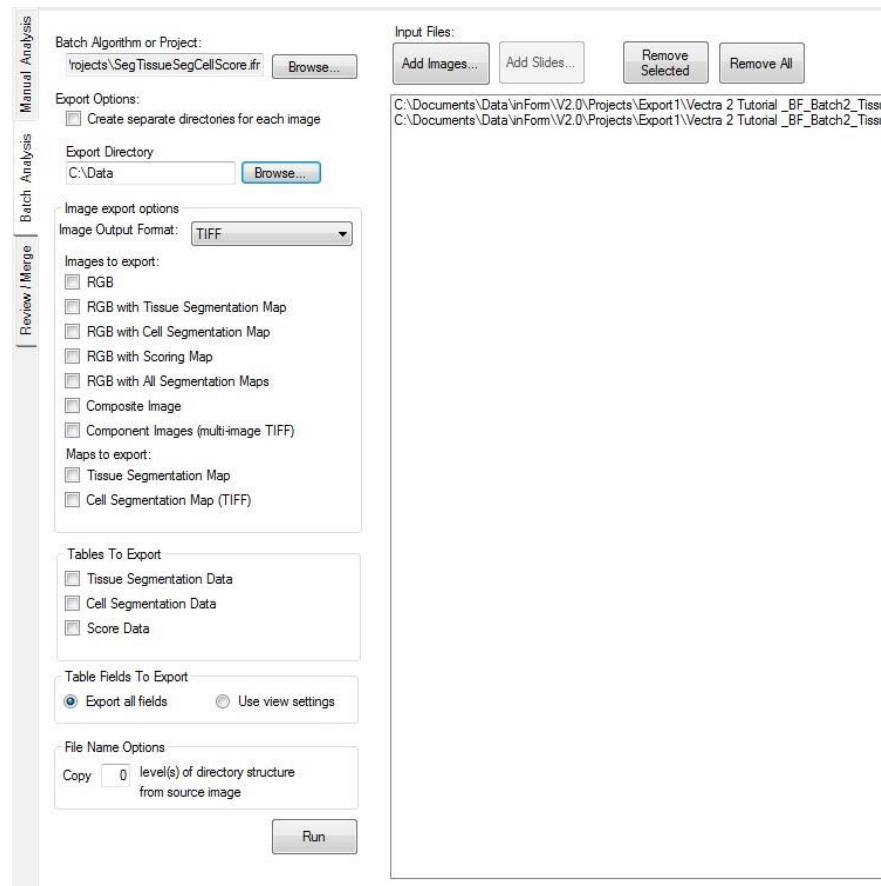 Manual Analysis
Batch Analysis
Review / Merge
Batch Algorithm or Project:
'rojects\SegTissueSegCellScore.ifr
Browse...
Export Options:
Create separate directories for each image
Export Directory
C:\Data
Browse...
Image export options
Image Output Format: TIFF
Images to export:
RGB
RGB with Tissue Segmentation Map
RGB with Cell Segmentation Map
RGB with Scoring Map
RGB with All Segmentation Maps
Composite Image
Component Images (multi-image TIFF)
Maps to export:
Tissue Segmentation Map
Cell Segmentation Map (TIFF)
Tables To Export
Tissue Segmentation Data
Cell Segmentation Data
Score Data
Table Fields To Export
Export all fields Use view settings
File Name Options
Copy 0 level(s) of directory structure
from source image
Run
Input Files:
Add Images... Add Slides... Remove Selected Remove All
C:\Documents\Data\inForm\V2.0\Projects\Export1\Vectra 2 Tutorial _BF_Batch2_Tissu
C:\Documents\Data\inForm\V2.0\Projects\Export1\Vectra 2 Tutorial _BF_Batch2_Tissu